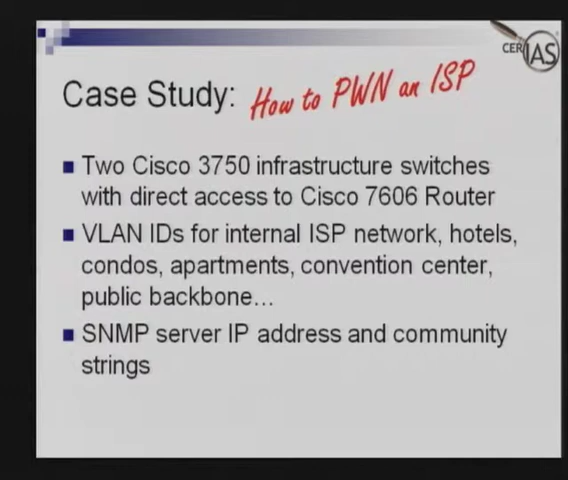 CERIAS
Case Study: How to PWN an ISP
Two Cisco 3750 infrastructure switches
with direct access to Cisco 7606 Router
VLAN IDs for internal ISP network, hotels,
condos, apartments, convention center,
public backbone...
SNMP server IP address and community
strings